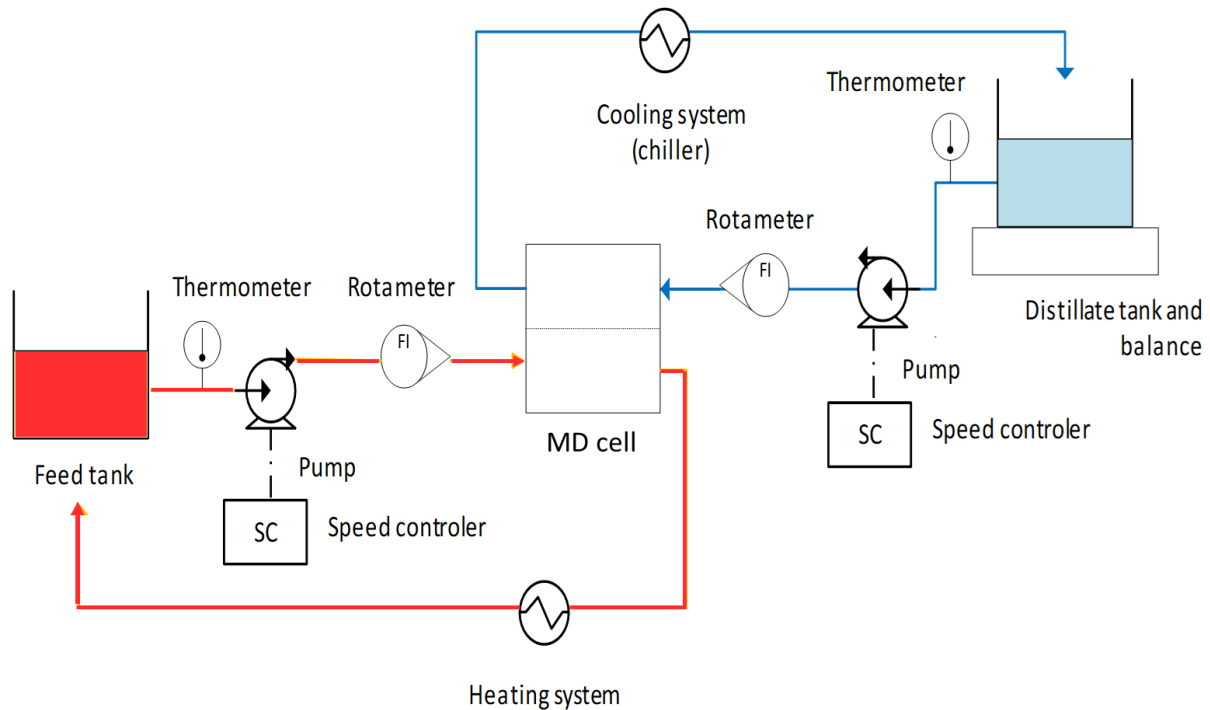 Thermometer
Cooling system
(chiller)
Rotameter
FI
Thermometer
Rotameter
FI
Distillate tank and
balance
Pump
MD cell
SC
Speed controler
Feed tank
Pump
SC
Speed controler
Heating system